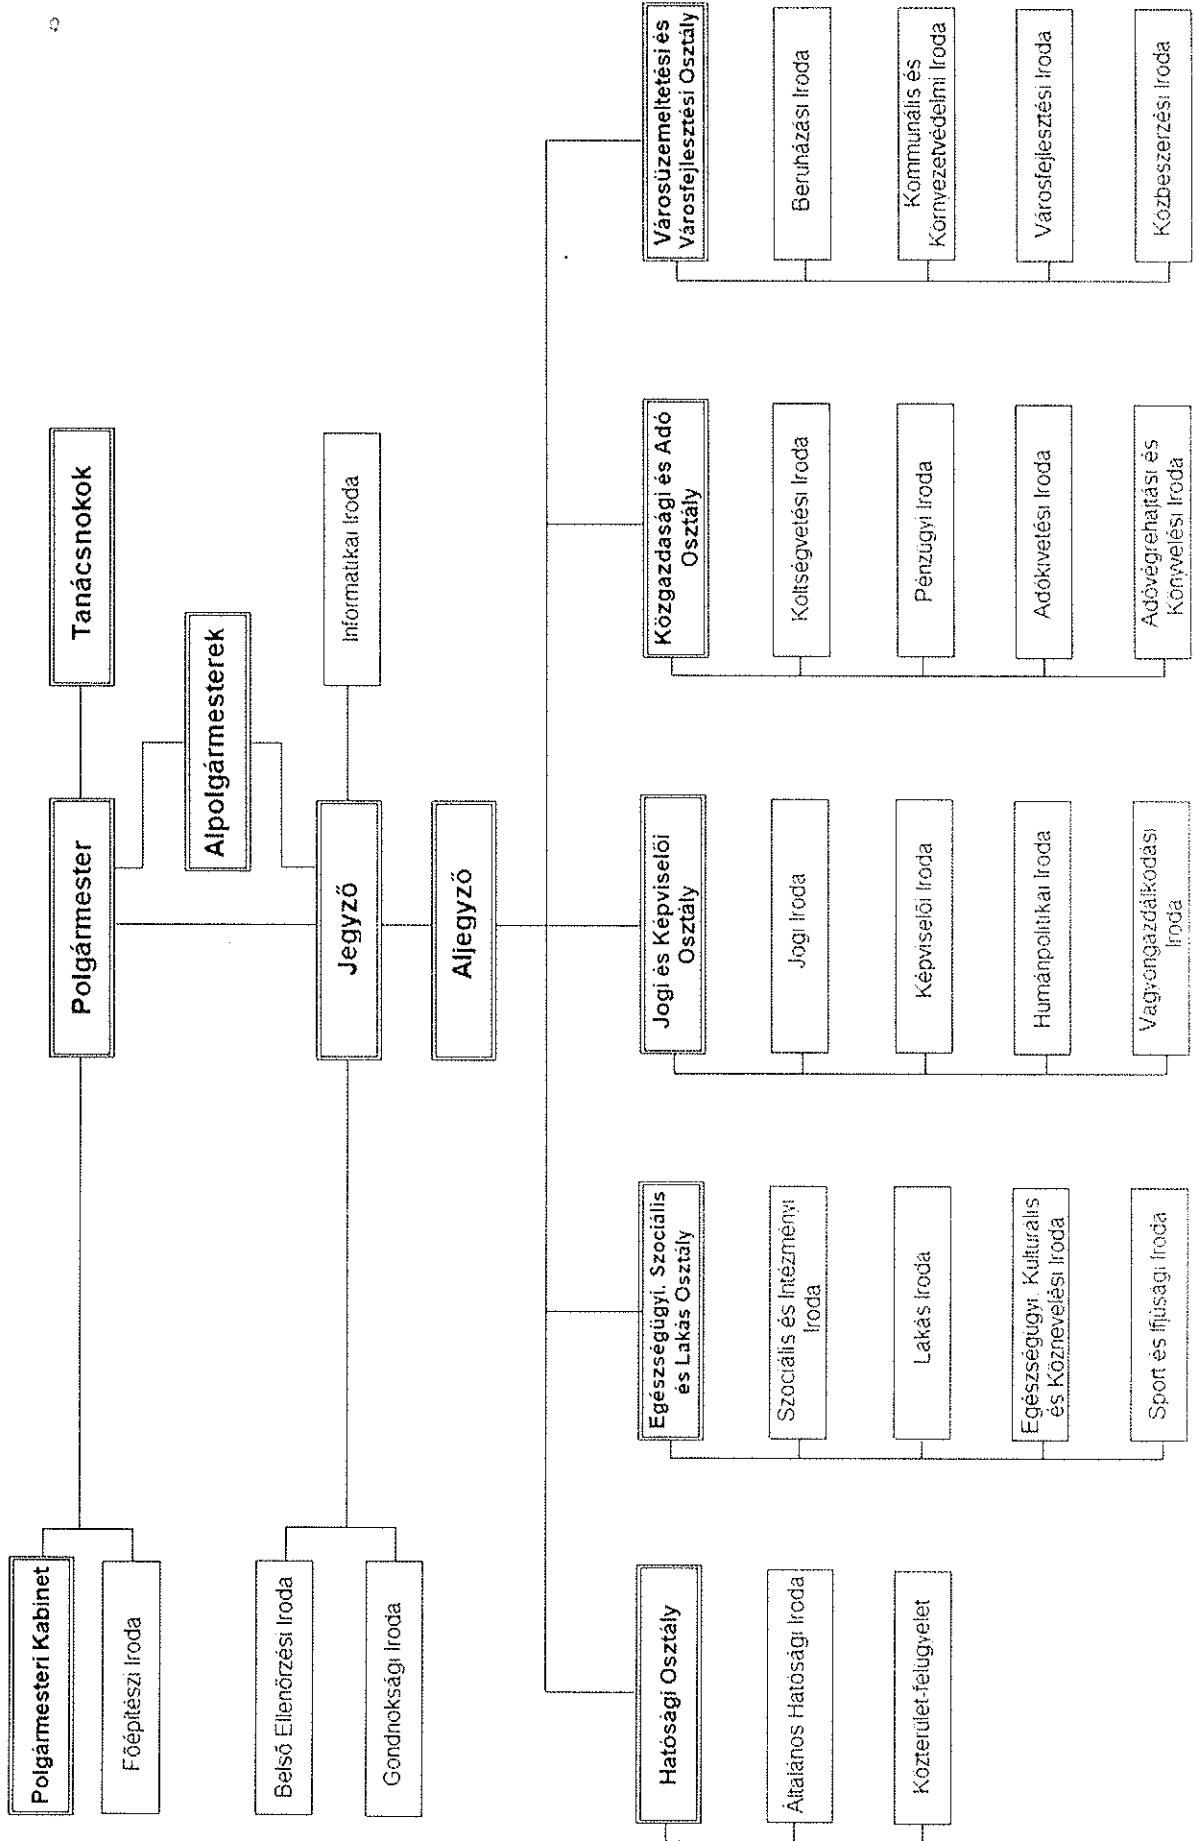 Polgármesteri Kabinet
Főépítészi Iroda
Polgármester
Tanácsnokok
Alpolgármesterek
Belső Ellenőrzési Iroda
Gondnoksági Iroda
Jegyző
Informatikai Iroda
Aljegyző
Hatósági Osztály
Általános Hatósági Iroda
Közterület-felügyelet
Egészségügyi, Szociális
és Lakás Osztály
Szociális és Intézményi
Iroda
Lakás Iroda
Egészségügyi, Kulturális
és Köznevelési Iroda
Sport és Ifjúsági Iroda
Jogi és Képviselői
Osztály
Jogi Iroda
Képviselői Iroda
Humánpolitikai Iroda
Vagyongazdálkodási
Iroda
Közgazdasági és Adó
Osztály
Költségvetési Iroda
Pénzügyi Iroda
Adókivetési Iroda
Adóvégrehajtási és
Könyvelési Iroda
Városüzemeltetési és
Városfejlesztési Osztály
Beruházási Iroda
Kommunális és
Környezetvédelmi Iroda
Városfejlesztési Iroda
Közbeszerzési Iroda